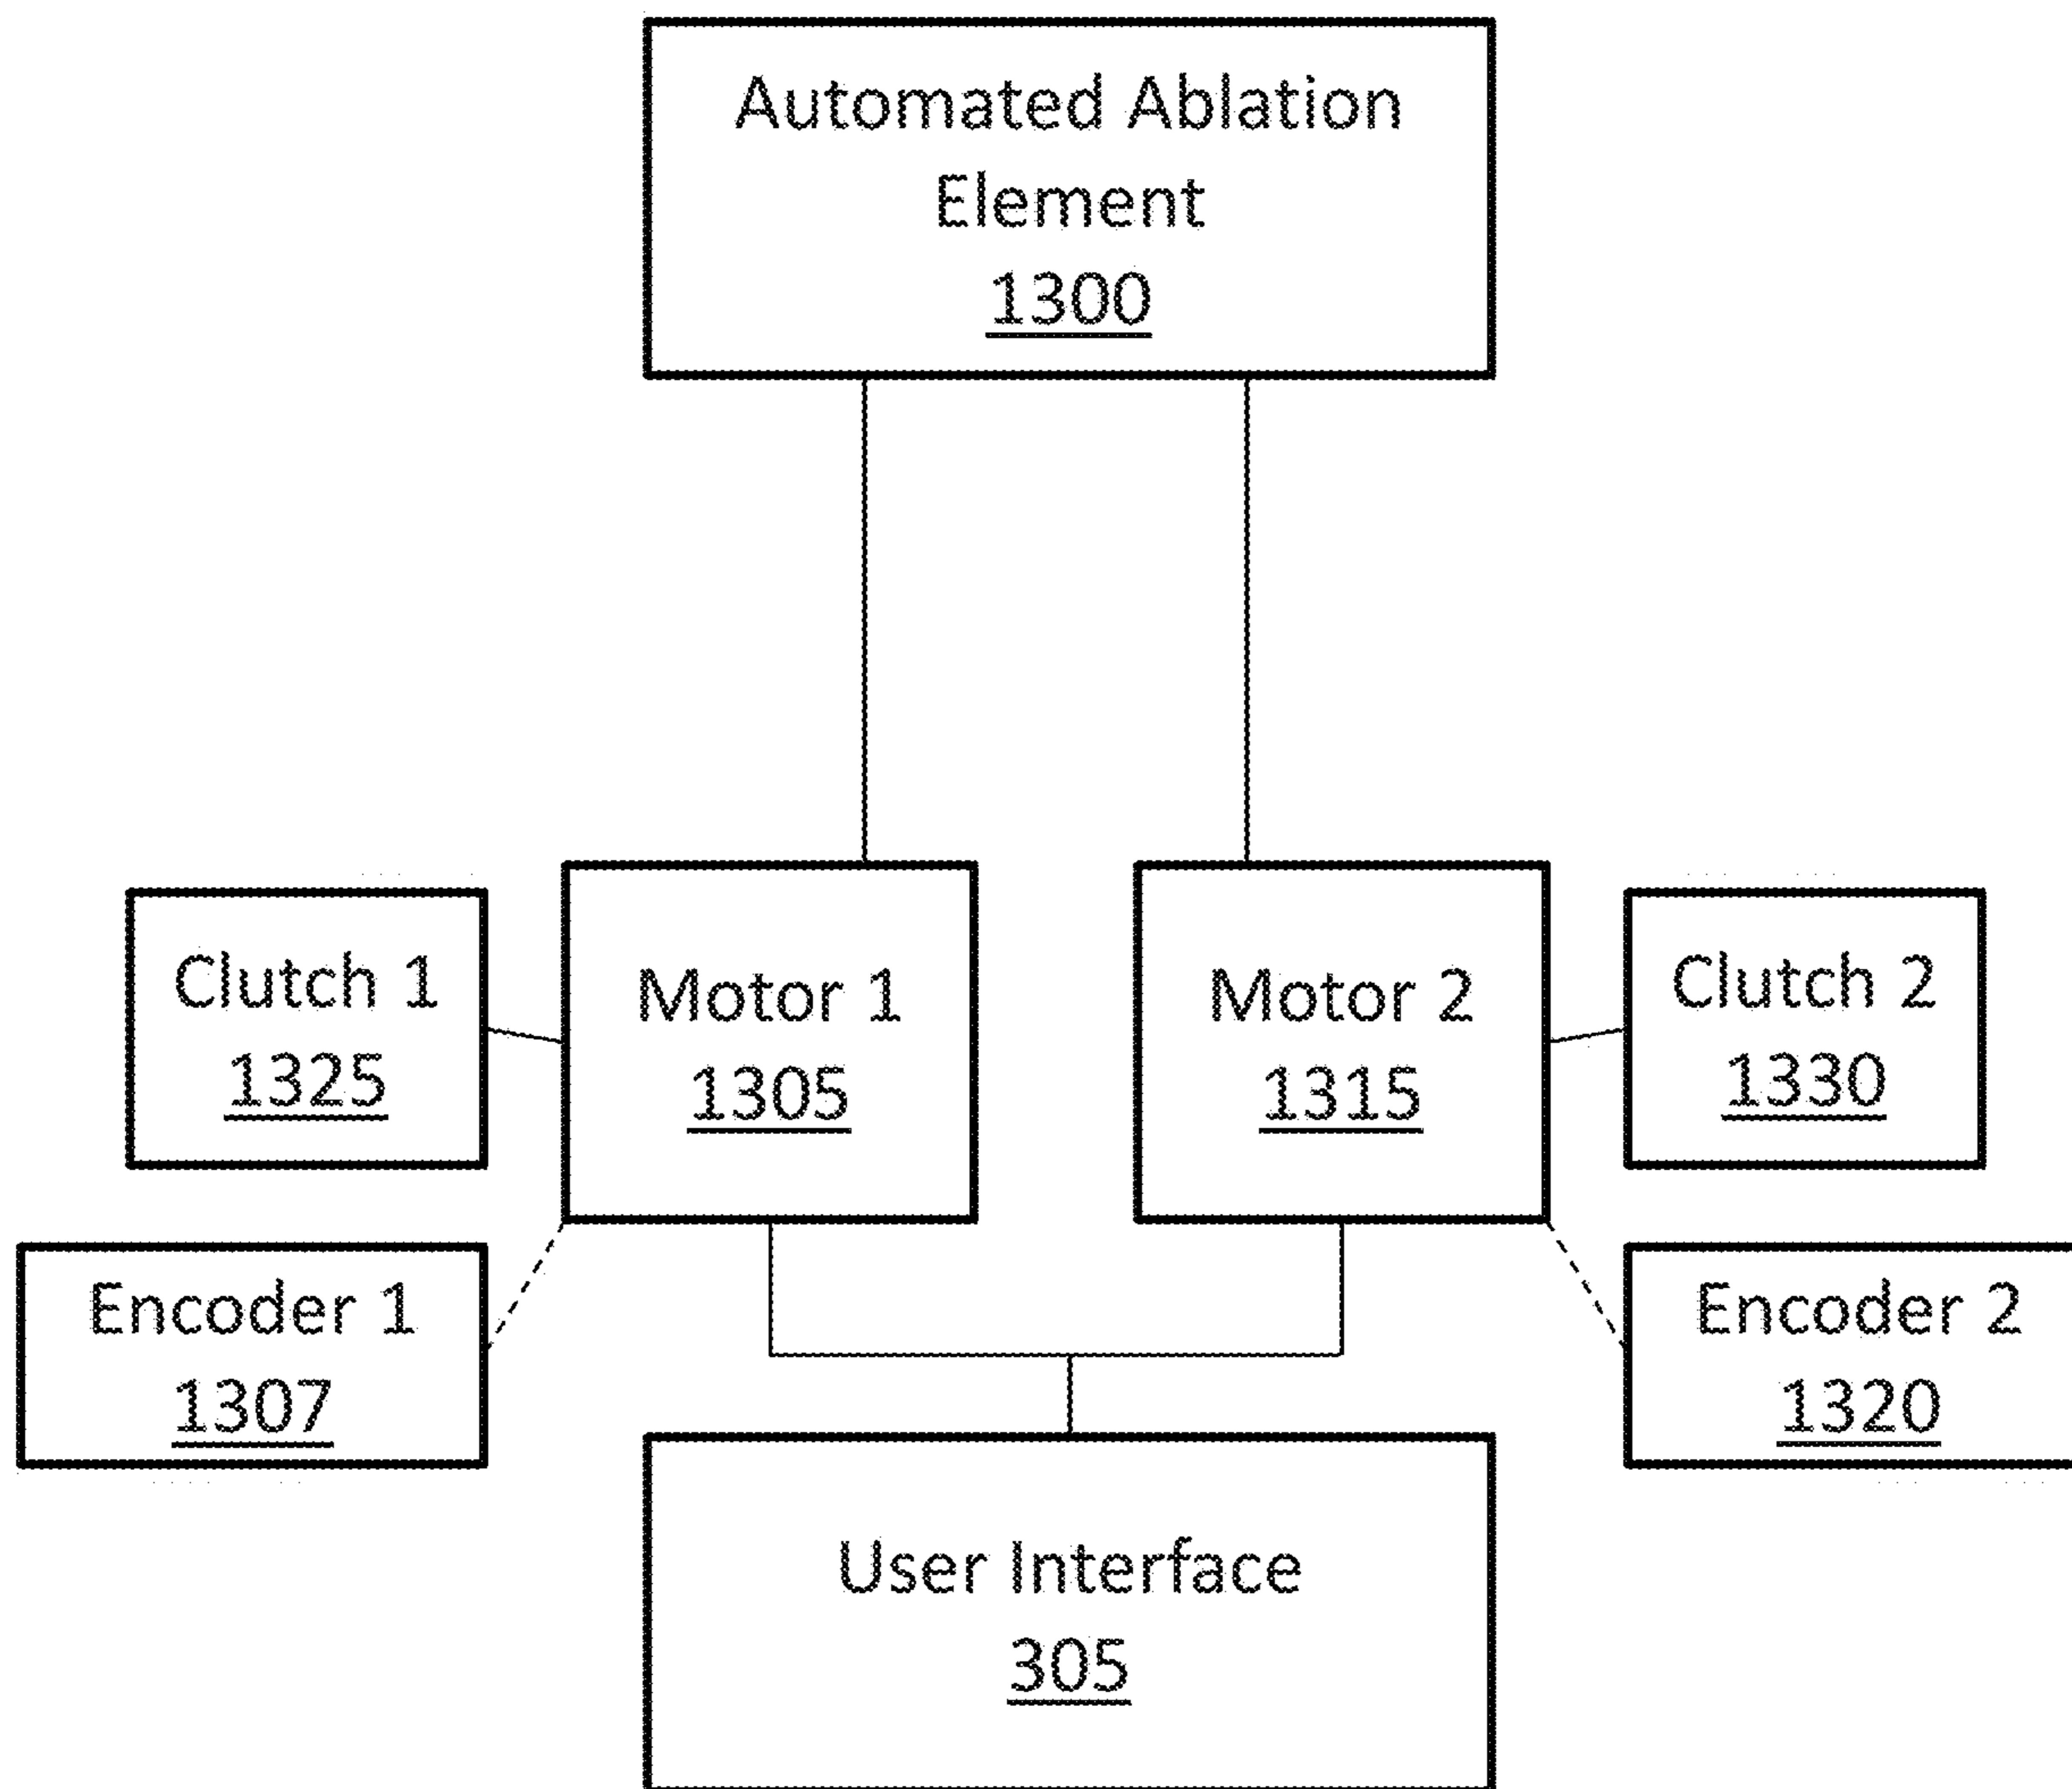 Automated Ablation
Element
1300
Clutch 1
1325
Motor 1
1305
Motor 2
1315
Clutch 2
1330
Encoder 1
1307
Encoder 2
1320
User Interface
305